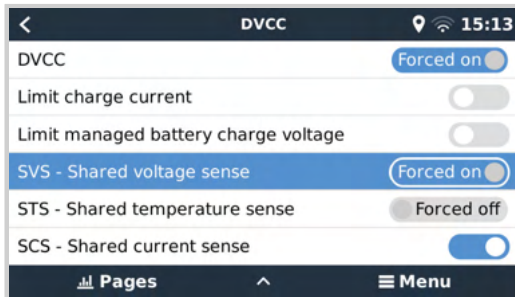 DVCC 15:13
DVCC Forced on
Limit charge current
Limit managed battery charge voltage
SVS - Shared voltage sense Forced on
STS - Shared temperature sense Forced off
SCS - Shared current sense
Pages Menu